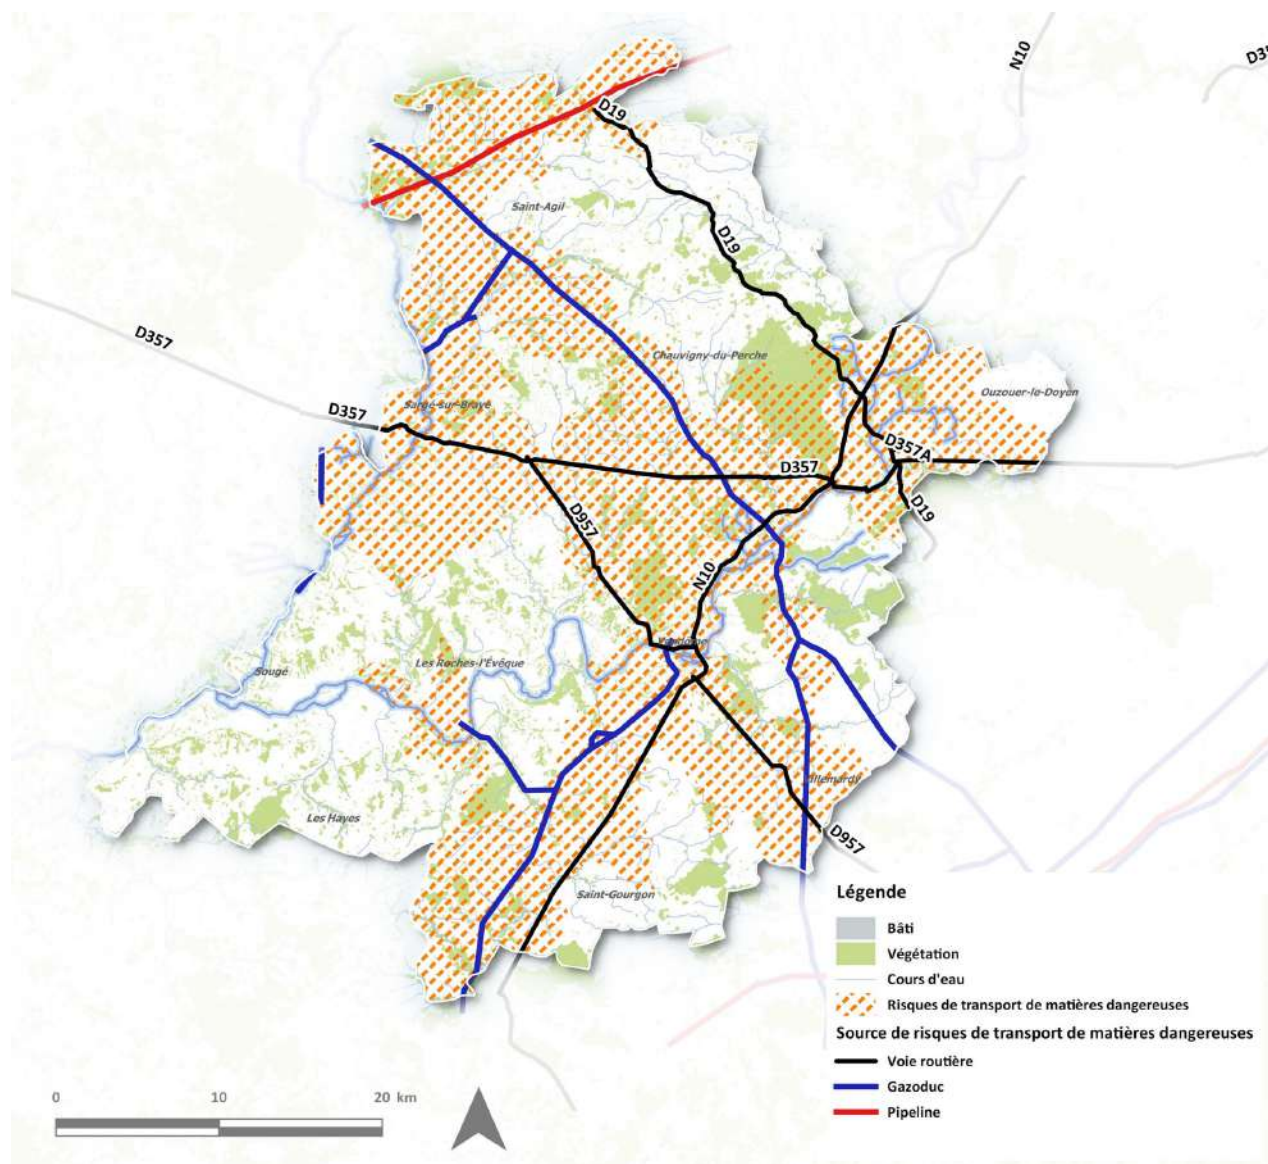 N10
D35
D19
Saint-Agil
D19
D357
Chauvigny-du-Perche
Ouzouer-le-Doyen
Sargé-sur-Braye
D357
D357A
D357
D957
D19
N10
Vendôme
Les Roches-l'Évêque
Sougé
Villemardy
Les Hayes
D957
Saint-Gourgon
Légende
Bâti
Végétation
Cours d'eau
Risques de transport de matières dangereuses
Source de risques de transport de matières dangereuses
Voie routière
Gazoduc
Pipeline
0 10 20 km